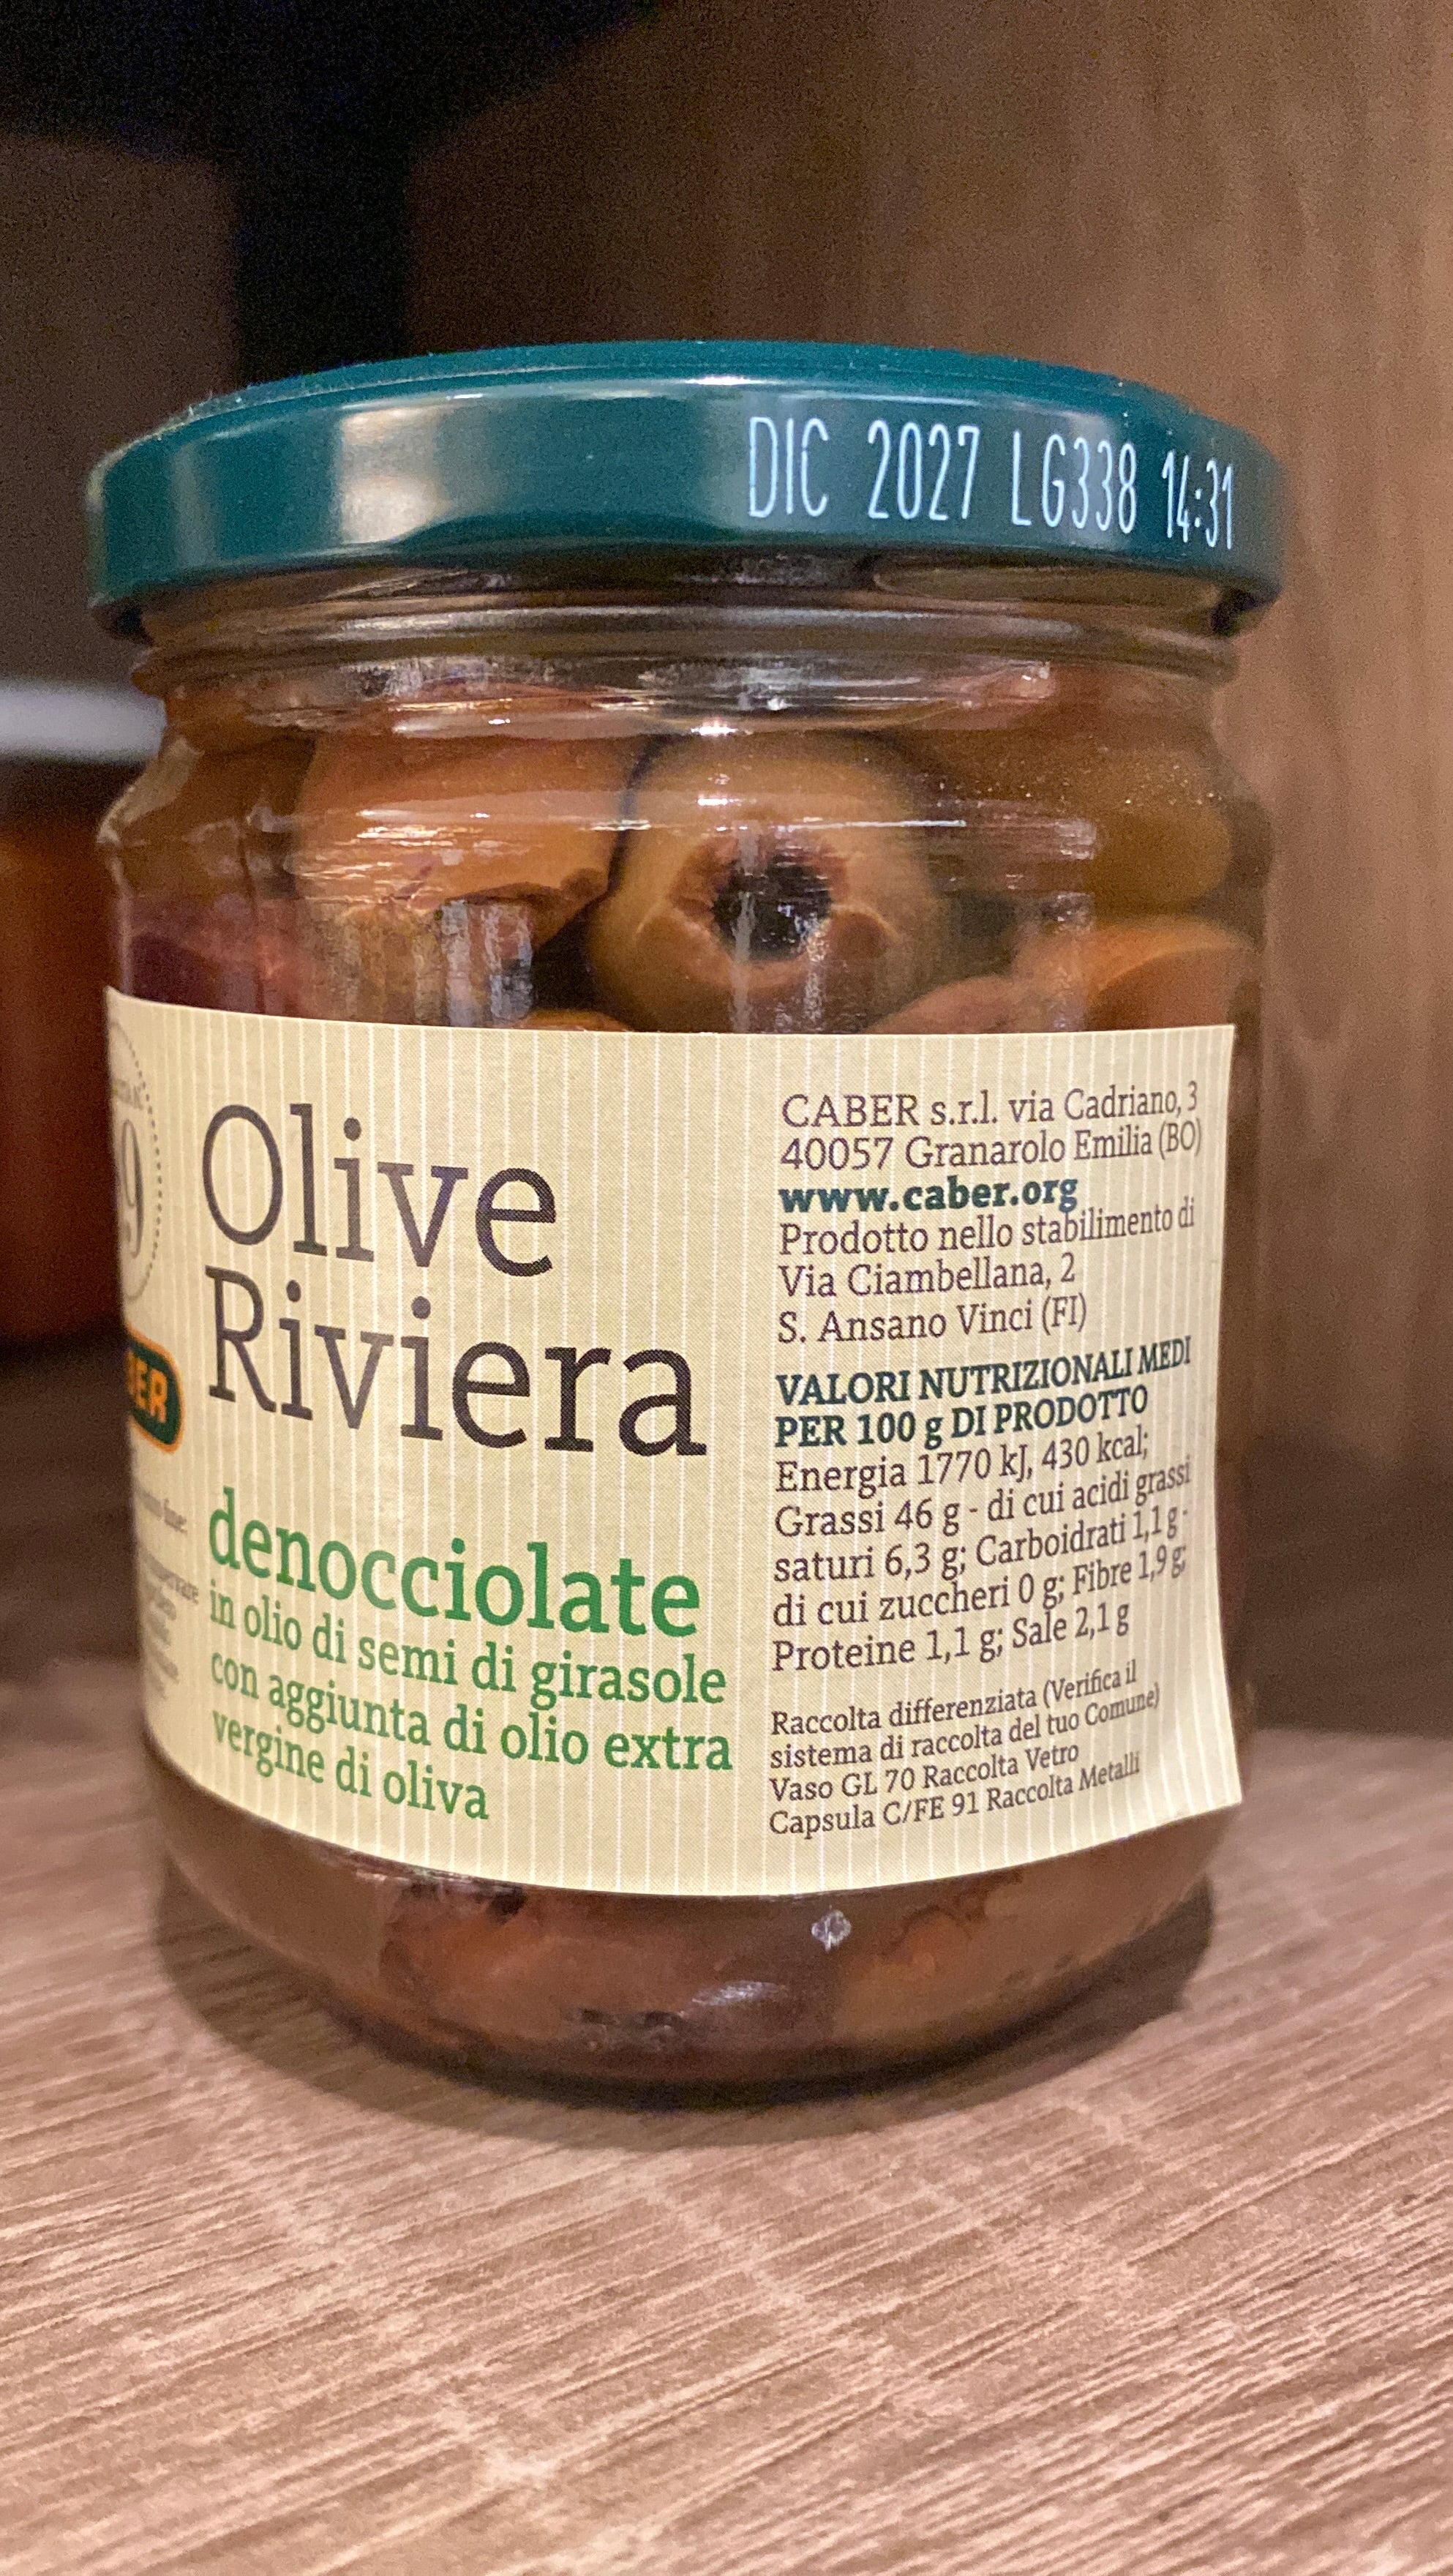 DIC 2027 LG338 14:31
Olive
Riviera
denocciolate
in olio di semi di girasole
con aggiunta di olio extra
vergine di oliva
CABER s.r.l. via Cadriano, 3
40057 Granarolo Emilia (BO)
www.caber.org
Prodotto nello stabilimento di
Via Ciambellana, 2
S. Ansano Vinci (FI)
VALORI NUTRIZIONALI MEDI
PER 100 g DI PRODOTTO
Energia 1770 kJ, 430 kcal;
Grassi 46 g - di cui acidi grassi
saturi 6,3 g; Carboidrati 1,1 g -
di cui zuccheri 0 g; Fibre 1,9 g;
Proteine 1,1 g; Sale 2,1 g
Raccolta differenziata (Verifica il
sistema di raccolta del tuo Comune)
Vaso GL 70 Raccolta Vetro
Capsula C/FE 91 Raccolta Metalli